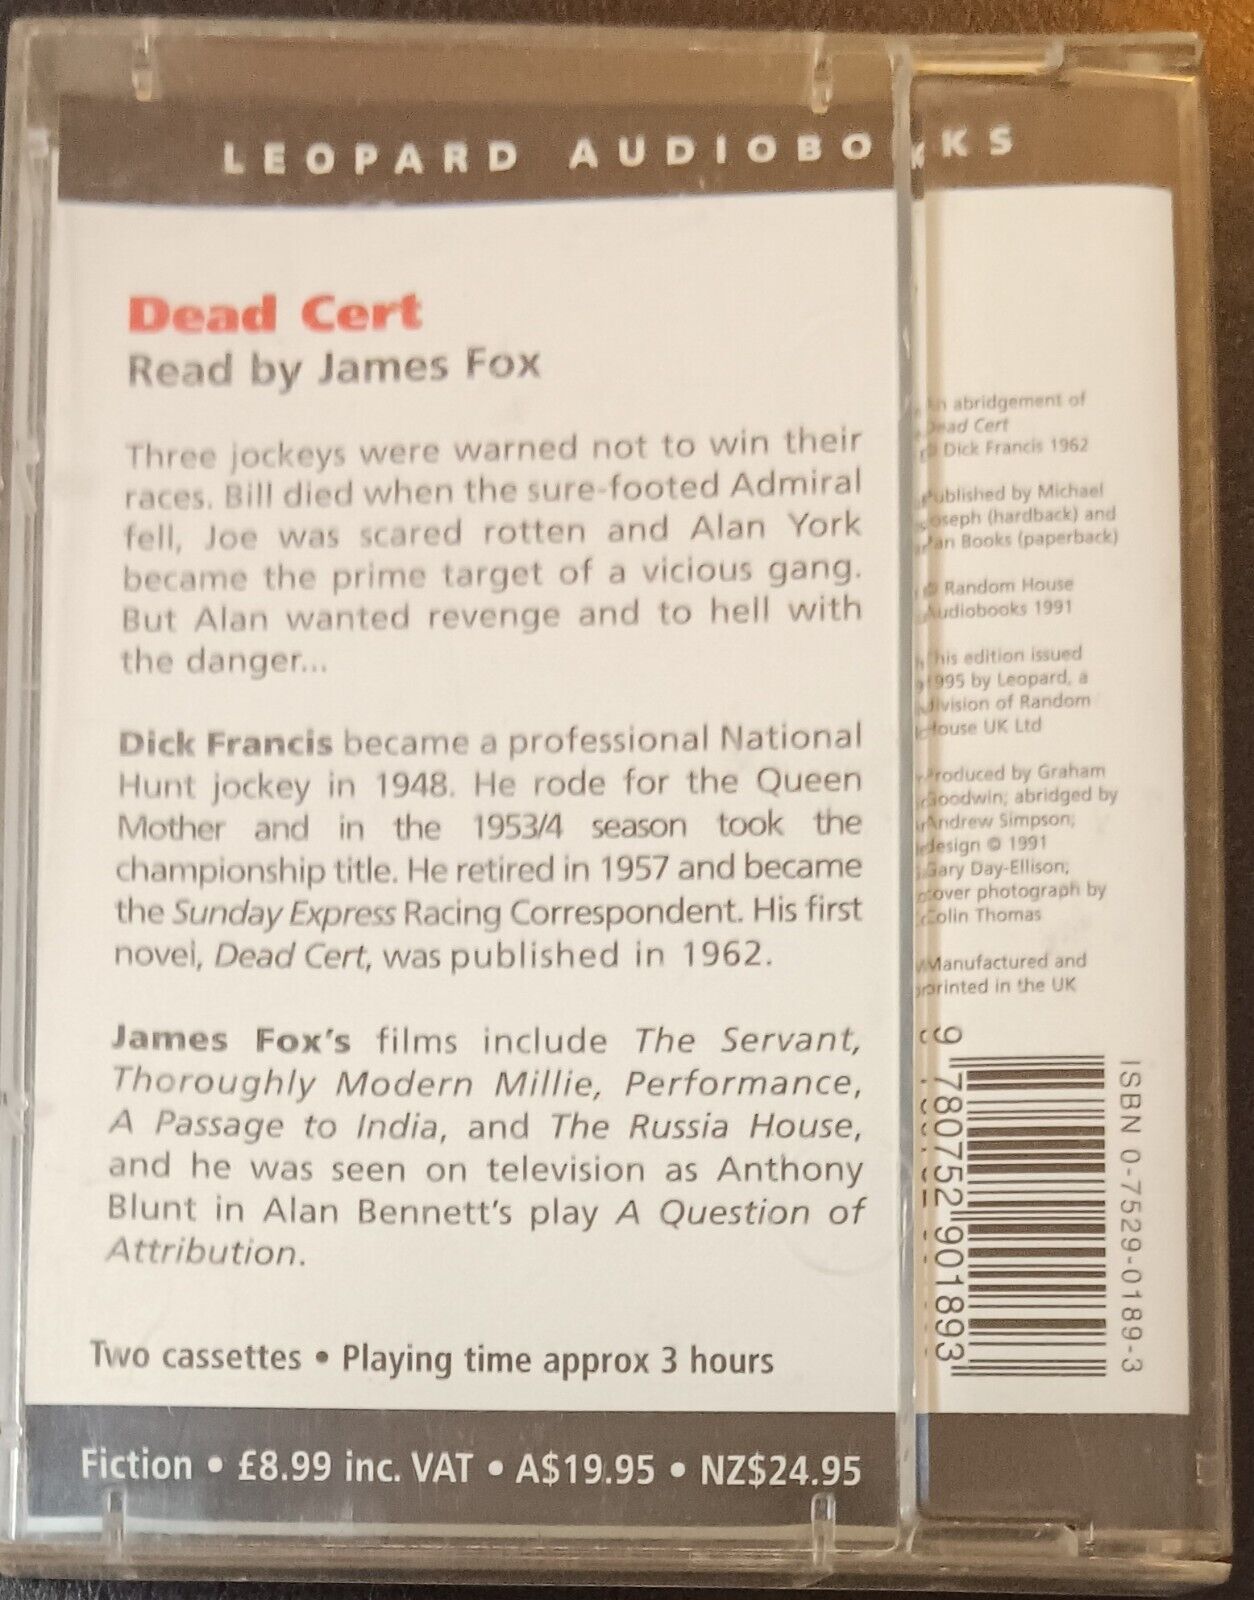 LEOPARD AUDIOBOOKS
Dead Cert
Read by James Fox
Three jockeys were warned not to win their
races. Bill died when the sure-footed Admiral
fell, Joe was scared rotten and Alan York
became the prime target of a vicious gang.
But Alan wanted revenge and to hell with
the danger...
Dick Francis became a professional National
Hunt jockey in 1948. He rode for the Queen
Mother and in the 1953/4 season took the
championship title. He retired in 1957 and became
the Sunday Express Racing Correspondent. His first
novel, Dead Cert, was published in 1962.
James Fox's films include The Servant,
Thoroughly Modern Millie, Performance,
A Passage to India, and The Russia House,
and he was seen on television as Anthony
Blunt in Alan Bennett's play A Question of
Attribution.
Two cassettes • Playing time approx 3 hours
Fiction • £8.99 inc. VAT • A$19.95 • NZ$24.95
An abridgement of
Dead Cert
© Dick Francis 1962
Published by Michael
Joseph (hardback) and
Pan Books (paperback)
℗ Random House
Audiobooks 1991
This edition issued
1995 by Leopard, a
division of Random
House UK Ltd
Produced by Graham
Goodwin; abridged by
Andrew Simpson;
design © 1991
Gary Day-Ellison;
cover photograph by
Colin Thomas
Manufactured and
printed in the UK
ISBN 0-7529-0189-3
9 780752 901893